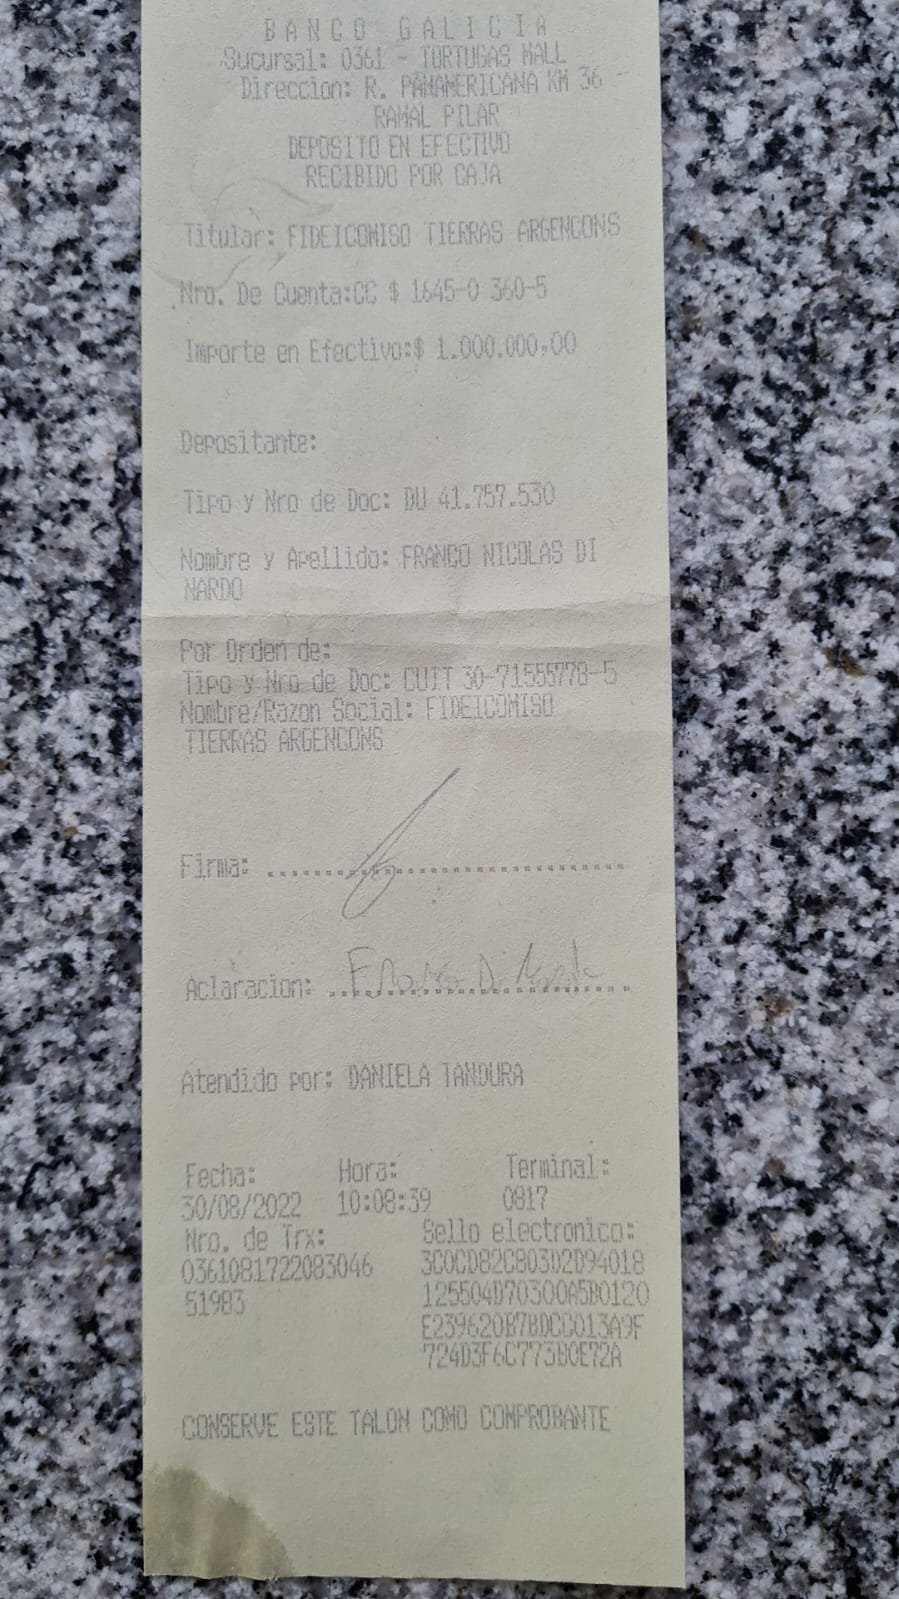 BANCO GALICIA
Sucursal: 0361 - TORTUGAS MALL
Direccion: R. PANAMERICANA KM 36 -
RAMAL PILAR
DEPOSITO EN EFECTIVO
RECIBIDO POR CAJA
Titular: FIDEICOMISO TIERRAS ARGENCONS
Nro. De Cuenta:CC $ 1645-0 360-5
Importe en Efectivo:$ 1.000.000,00
Depositante:
Tipo y Nro de Doc: DU 41.757.530
Nombre y Apellido: FRANCO NICOLAS DI
NARDO
Por Orden de:
Tipo y Nro de Doc: CUIT 30-71555778-5
Nombre/Razon Social: FIDEICOMISO
TIERRAS ARGENCONS
Firma:
Aclaracion: Franco Di Nardo
Atendido por: DANIELA TANDURA
Fecha: Hora: Terminal:
30/08/2022 10:08:39 0817
Nro. de Trx: Sello electronico:
0361081722083046 3C0CD82C803D2D94018
51983 125504D70300A5B0120
E239620B7BDCC013A9F
724D3F6C773B0E72A
CONSERVE ESTE TALON COMO COMPROBANTE